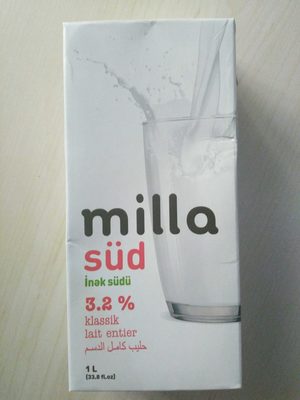 milla
süd
İnək südü
3.2 %
klassik
lait entier
حليب كامل الدسم
1 L
(33.8 fl.oz)